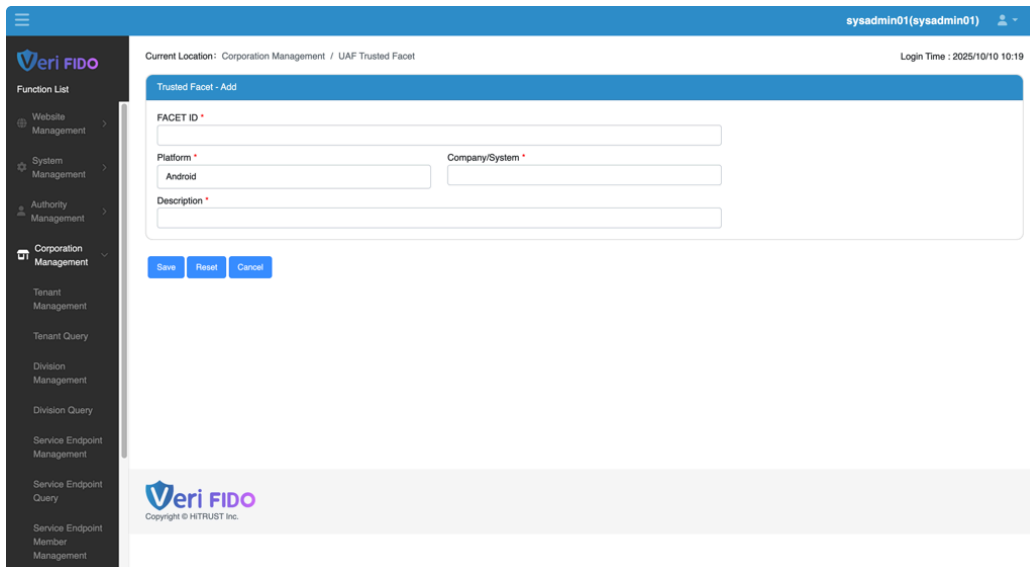 sysadmin01(sysadmin01)
Veri FIDO
Function List
Website
Management
System
Management
Authority
Management
Corporation
Management
Tenant
Management
Tenant Query
Division
Management
Division Query
Service Endpoint
Management
Service Endpoint
Query
Service Endpoint
Member
Management
Current Location: Corporation Management / UAF Trusted Facet
Login Time : 2025/10/10 10:19
Trusted Facet - Add
FACET ID *
Platform *
Company/System *
Android
Description *
Save Reset Cancel
Veri FIDO
Copyright © HiTRUST Inc.